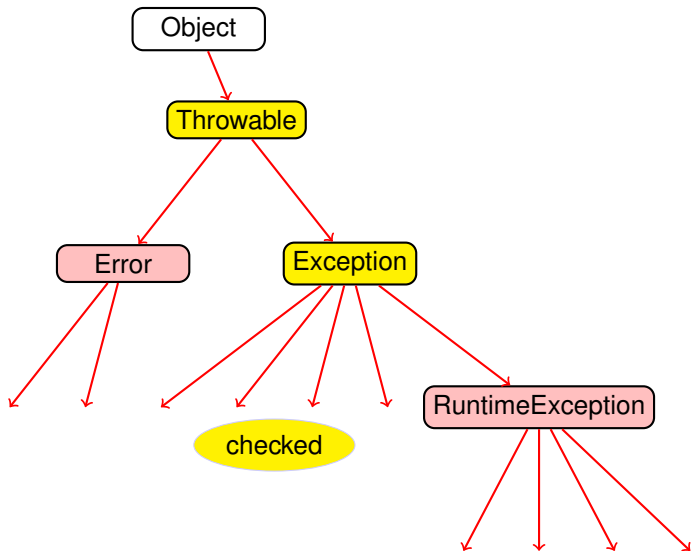 Object
Throwable
Error
Exception
RuntimeException
checked